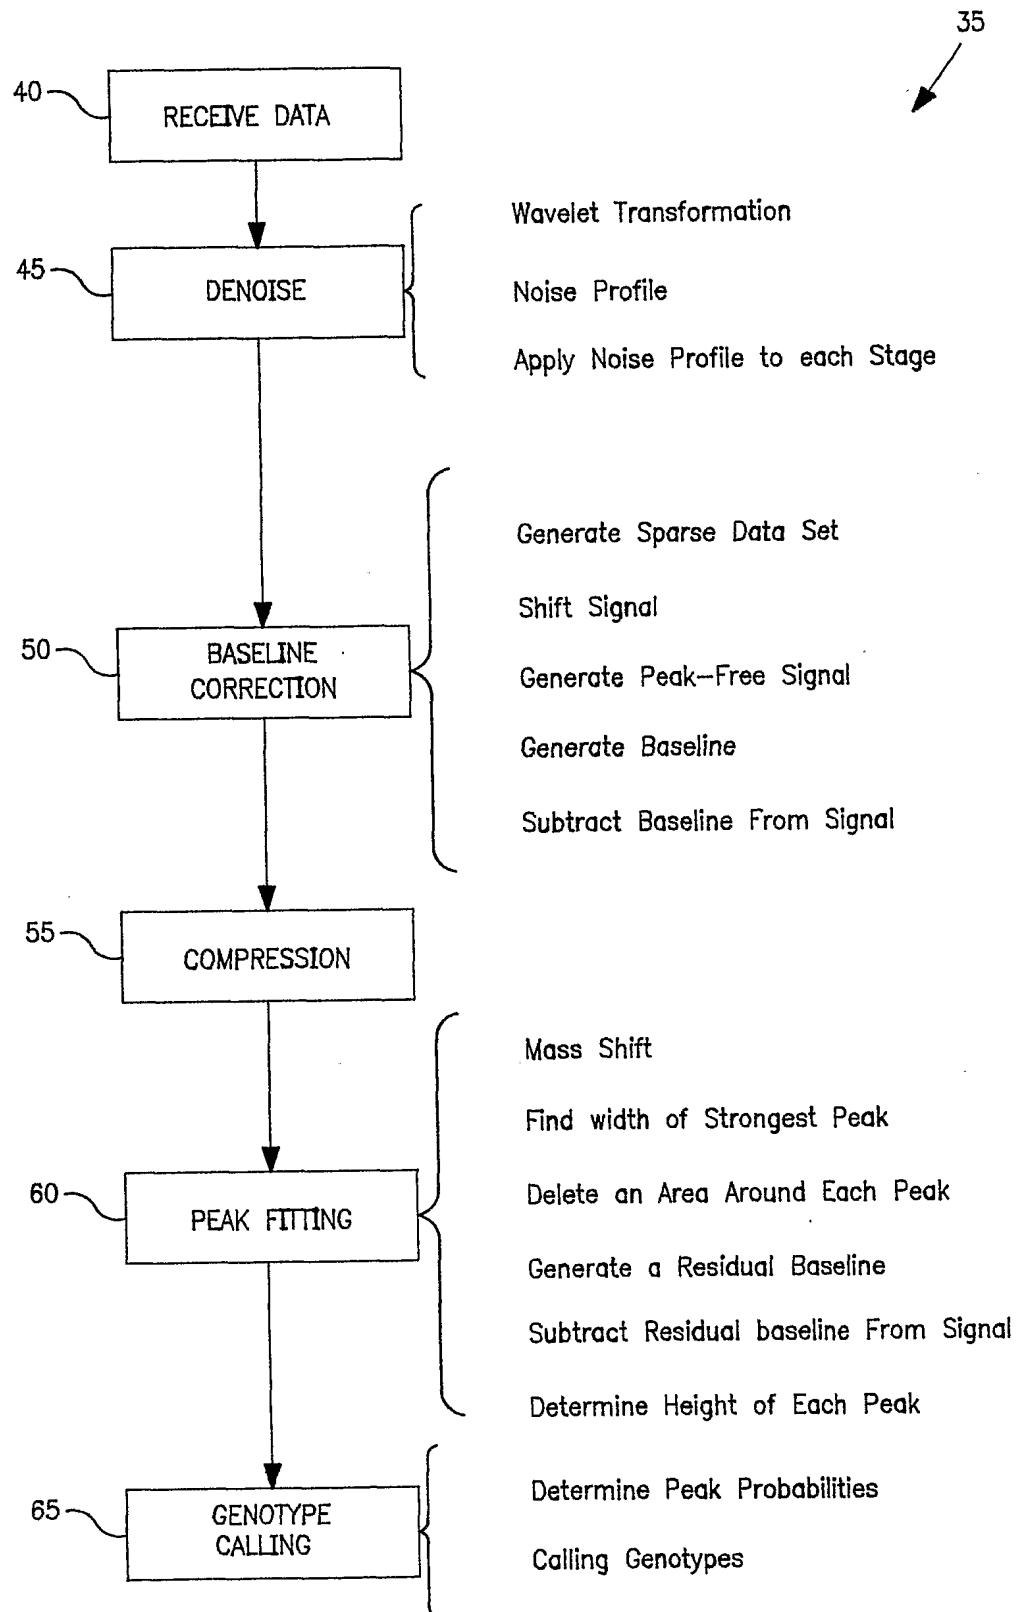 35
40
RECEIVE DATA
45
DENOISE
Wavelet Transformation
Noise Profile
Apply Noise Profile to each Stage
50
BASELINE
CORRECTION
Generate Sparse Data Set
Shift Signal
Generate Peak-Free Signal
Generate Baseline
Subtract Baseline From Signal
55
COMPRESSION
60
PEAK FITTING
Mass Shift
Find width of Strongest Peak
Delete an Area Around Each Peak
Generate a Residual Baseline
Subtract Residual baseline From Signal
Determine Height of Each Peak
65
GENOTYPE
CALLING
Determine Peak Probabilities
Calling Genotypes